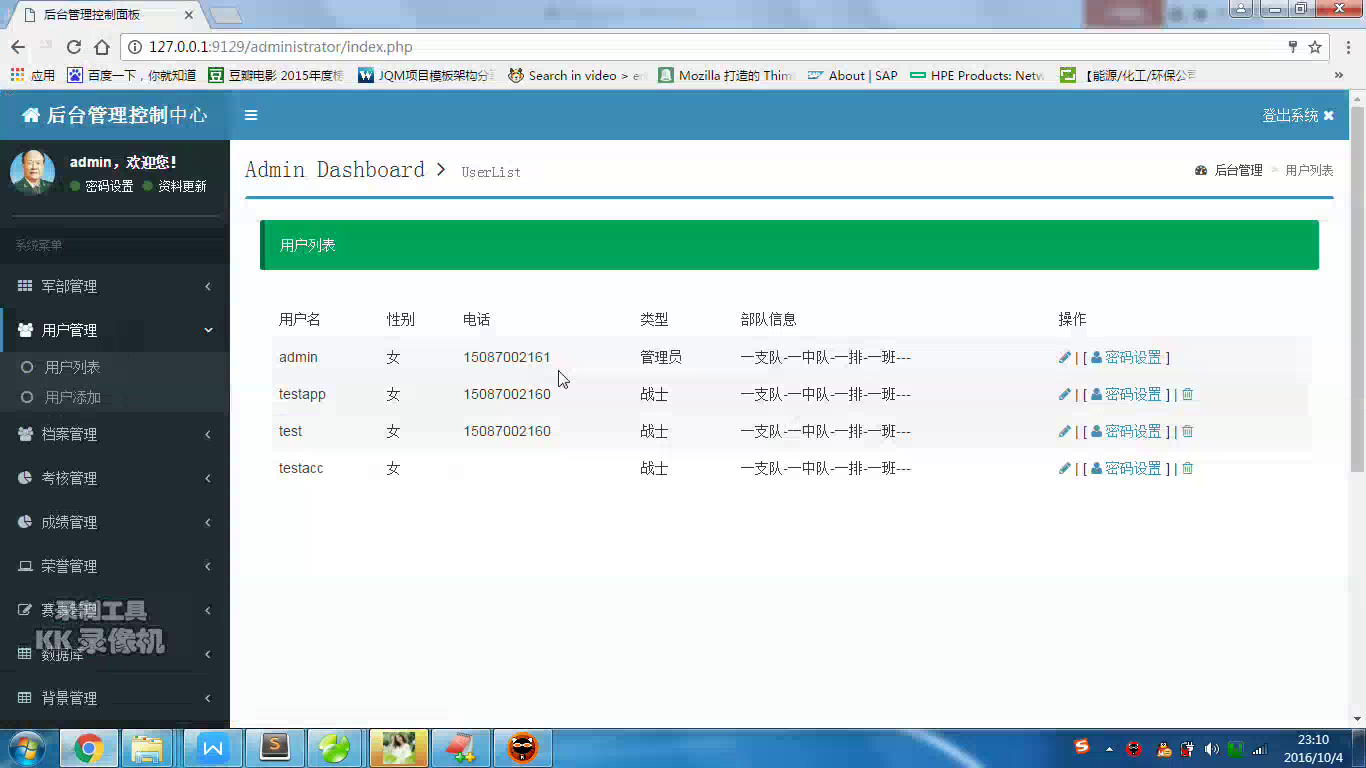 后台管理控制面板
127.0.0.1:9129/administrator/index.php
应用 百度一下，你就知道 豆瓣电影 2015年度 JQM项目模板架构分 Search in video > e Mozilla 打造的 Thim About | SAP HPE Products: Netw 【能源/化工/环保公司 »
后台管理控制中心 登出系统
admin，欢迎您！
密码设置 资料更新
Admin Dashboard > UserList
后台管理 > 用户列表
系统菜单
军部管理
用户管理
用户列表
用户添加
档案管理
考核管理
成绩管理
荣誉管理
数据库
背景管理
录制工具
KK 录像机
用户列表
用户名 性别 电话 类型 部队信息 操作
admin 女 15087002161 管理员 一支队-一中队-一排-一班--- | [ 密码设置 ]
testapp 女 15087002160 战士 一支队-一中队-一排-一班--- | [ 密码设置 ] |
test 女 15087002160 战士 一支队-一中队-一排-一班--- | [ 密码设置 ] |
testacc 女 战士 一支队-一中队-一排-一班--- | [ 密码设置 ] |
23:10
2016/10/4